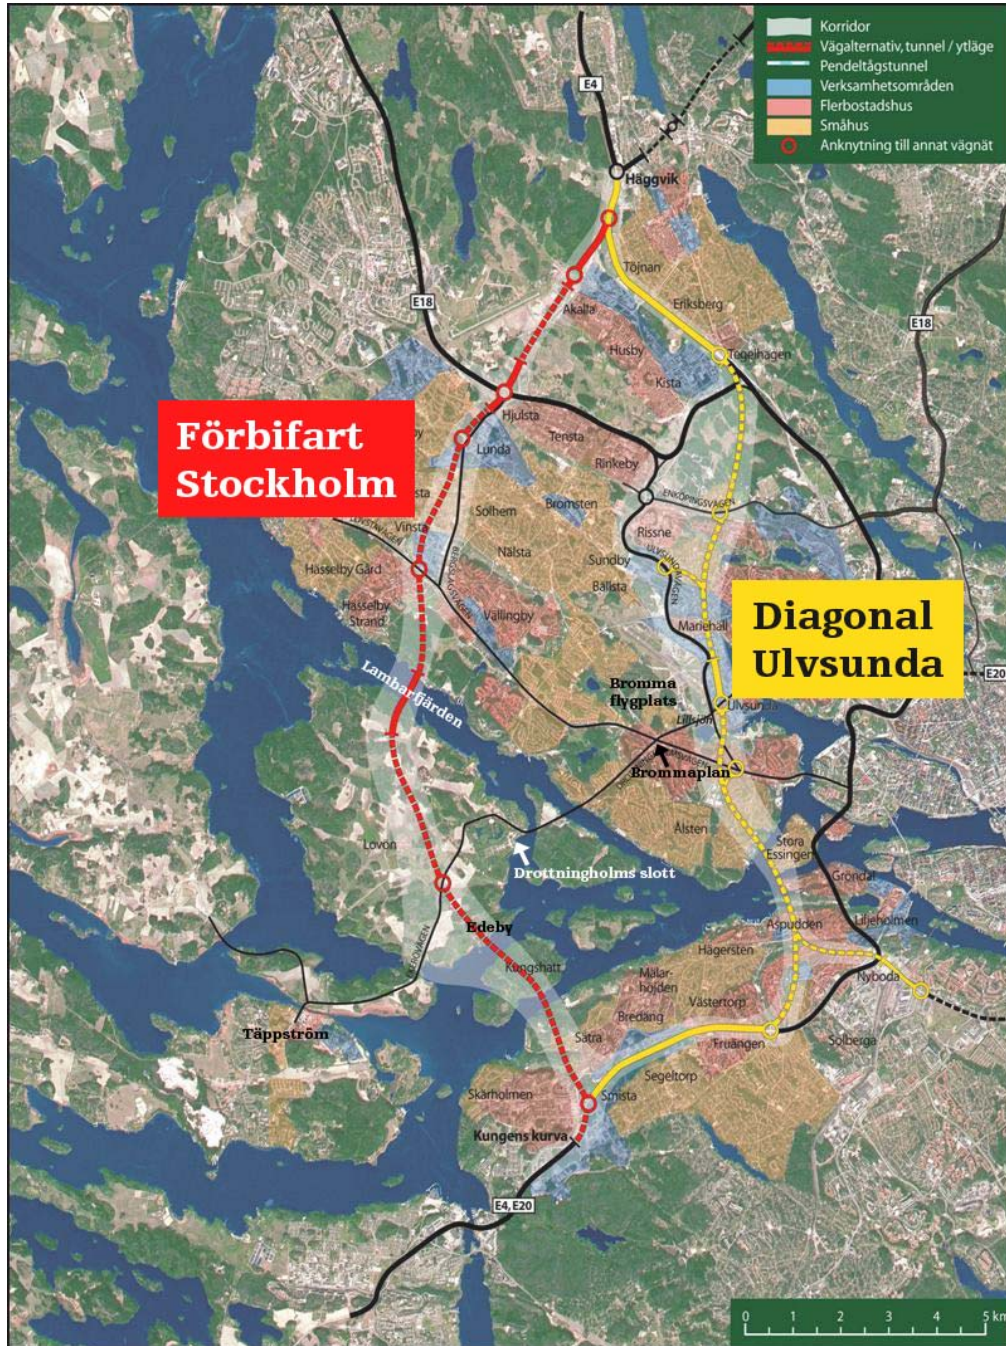 Korridor
Vägalternativ, tunnel / ytläge
Pendeltågstunnel
Verksamhetsområden
Flerbostadshus
Småhus
Anknytning till annat vägnät
E4
Häggvik
Töjnan
E18
Akalla
Eriksberg
E18
Husby
Tegelhagen
Kista
Hjulsta
Förbifart
Stockholm
Lunda
Tensta
Rinkeby
Vinsta
Solhem
Bromsten
ENKÖPINGSVÄGEN
Rissne
Nälsta
Sundby
ULVSUNDAVÄGEN
Hässelby Gård
Bällsta
Hässelby
Strand
BERGSLAGSVÄGEN
Vällingby
Mariehäll
Diagonal
Ulvsunda
E20
Lambarfjärden
Bromma
flygplats
Lillsjön
Ulvsunda
Brommaplan
Lovön
Ålsten
Stora
Essingen
Drottningholms slott
Gröndal
Edeby
Aspudden
Liljeholmen
Hägersten
Kungshatt
Mälar-
höjden
Nyboda
Västertorp
Täppström
Bredäng
Sätra
Fruängen
Solberga
Segeltorp
Skärholmen
Smista
Kungens kurva
E4, E20
0 1 2 3 4 5 km